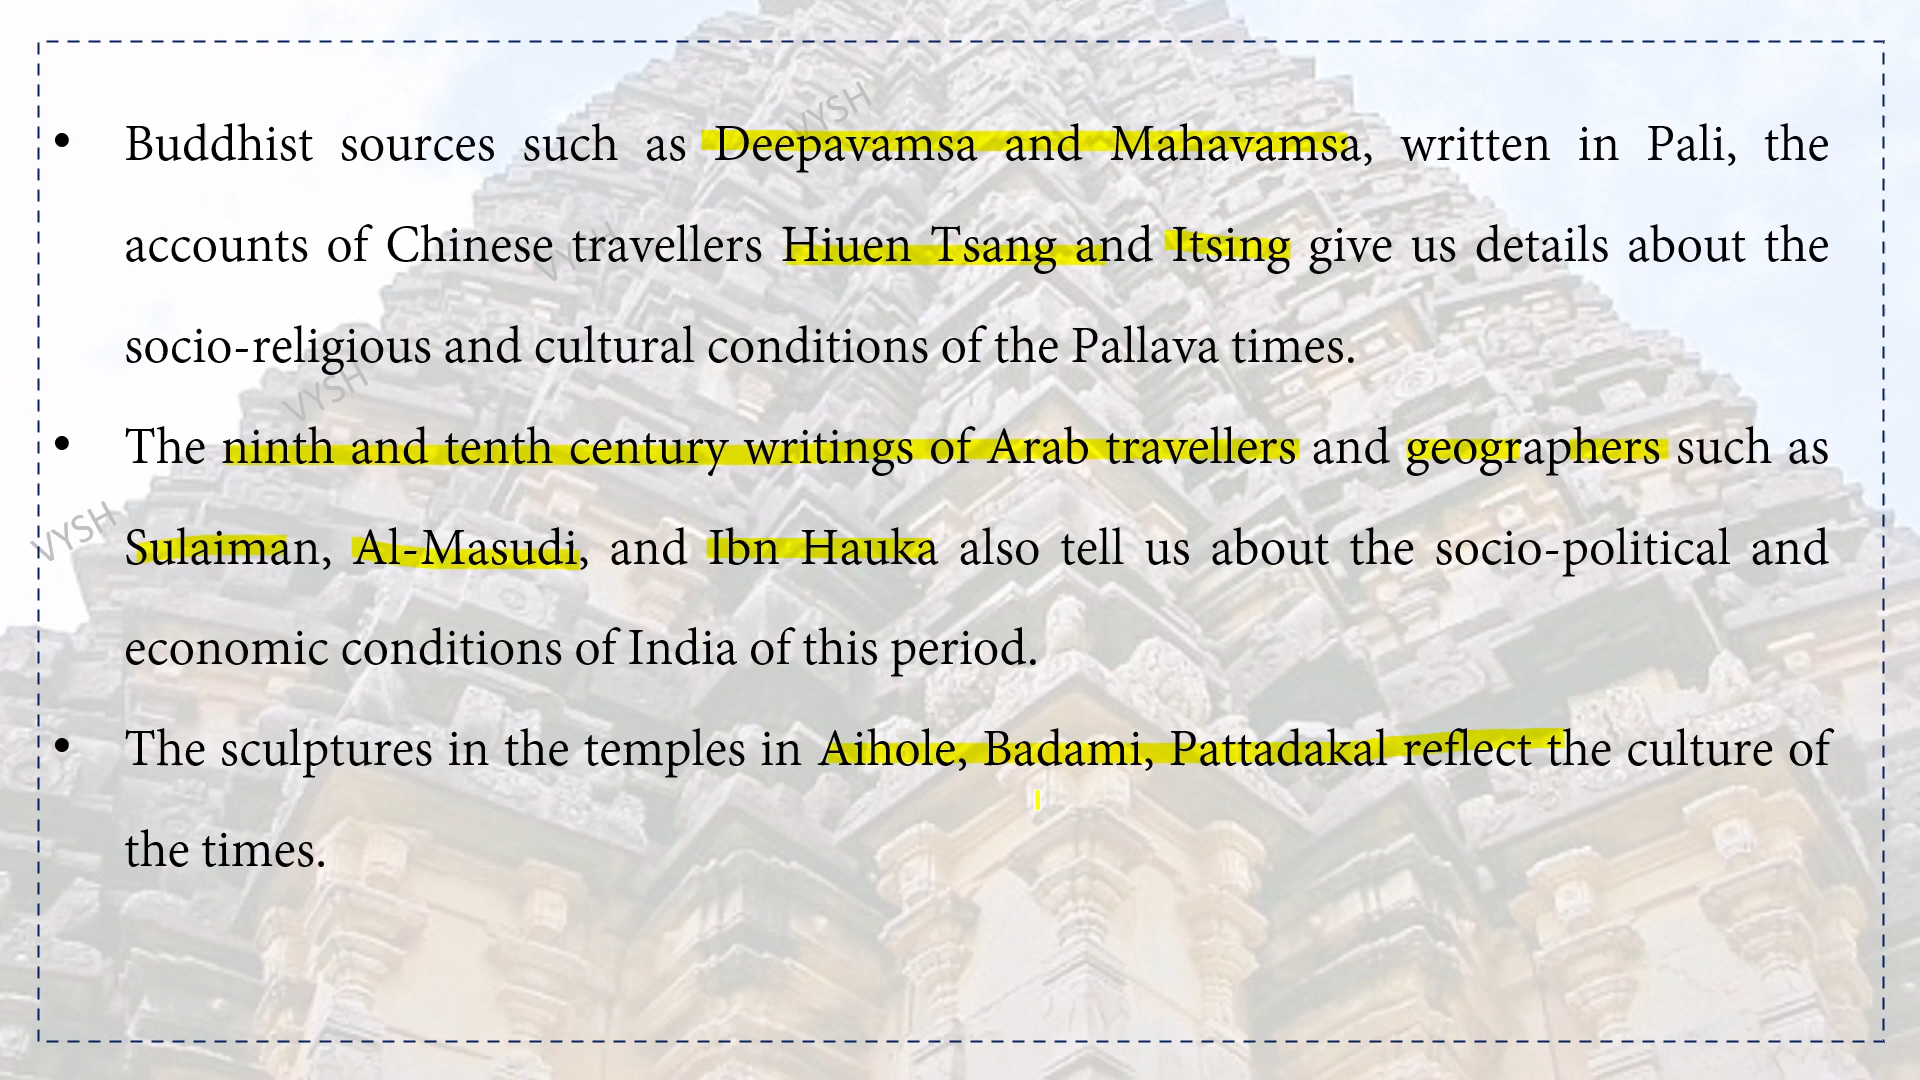 • Buddhist sources such as Deepavamsa and Mahavamsa, written in Pali, the
accounts of Chinese travellers Hiuen Tsang and Itsing give us details about the
socio-religious and cultural conditions of the Pallava times.
• The ninth and tenth century writings of Arab travellers and geographers such as
Sulaiman, Al-Masudi, and Ibn Hauka also tell us about the socio-political and
economic conditions of India of this period.
• The sculptures in the temples in Aihole, Badami, Pattadakal reflect the culture of
the times.
VYSH
VYSH
VYSH
VYSH